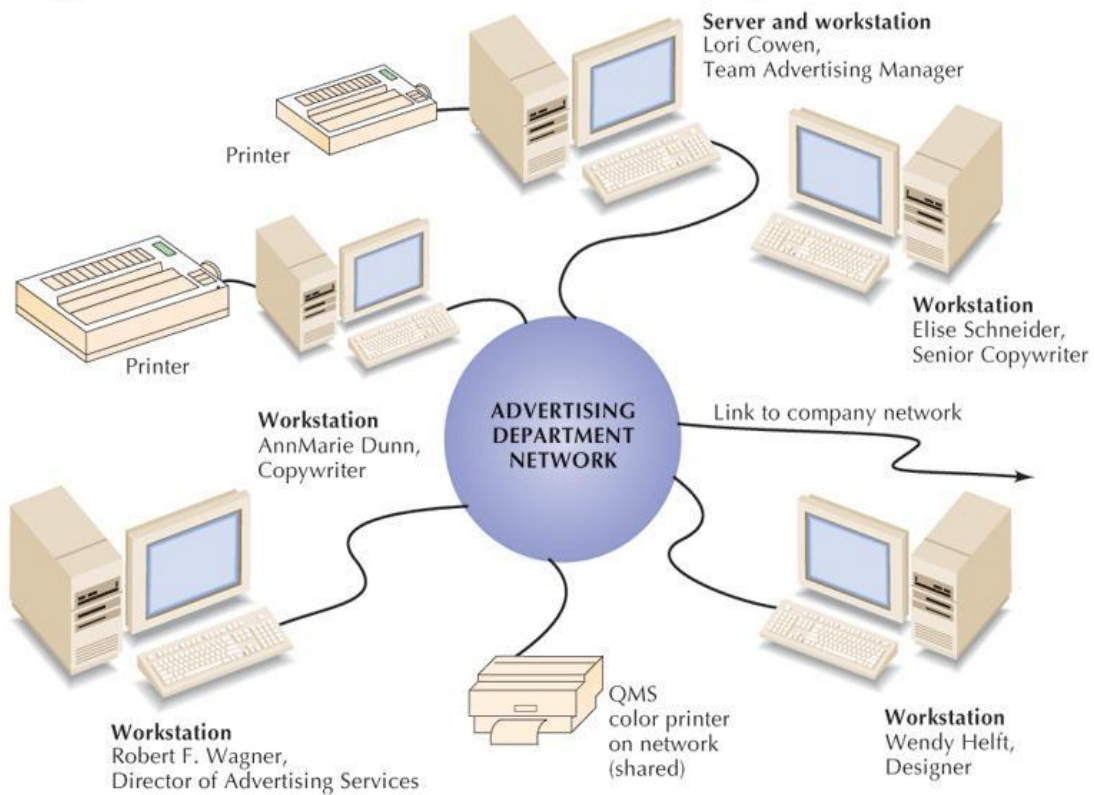 Server and workstation
Lori Cowen,
Team Advertising Manager
Printer
Workstation
Elise Schneider,
Senior Copywriter
Printer
Workstation
AnnMarie Dunn,
Copywriter
ADVERTISING
DEPARTMENT
NETWORK
Link to company network
Workstation
Robert F. Wagner,
Director of Advertising Services
QMS
color printer
on network
(shared)
Workstation
Wendy Helft,
Designer